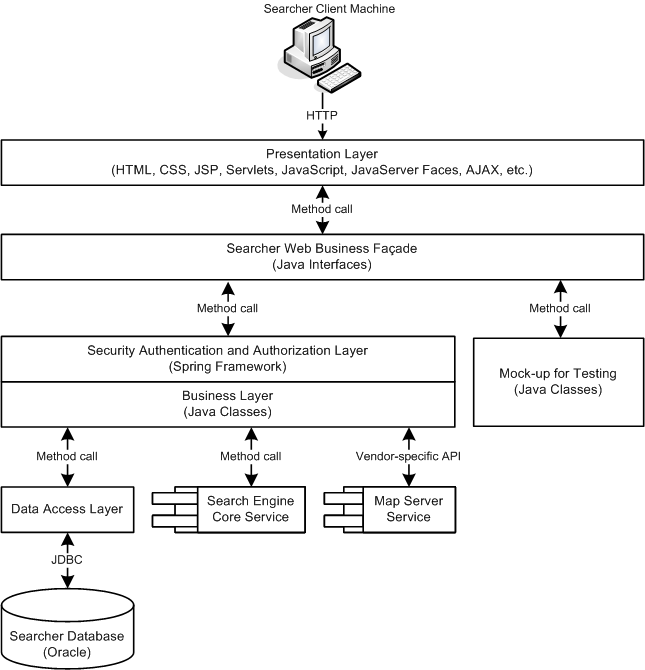 Searcher Client Machine
HTTP
Presentation Layer
(HTML, CSS, JSP, Servlets, JavaScript, JavaServer Faces, AJAX, etc.)
Method call
Searcher Web Business Façade
(Java Interfaces)
Method call
Method call
Security Authentication and Authorization Layer
(Spring Framework)
Business Layer
(Java Classes)
Mock-up for Testing
(Java Classes)
Method call
Method call
Vendor-specific API
Data Access Layer
Search Engine
Core Service
Map Server
Service
JDBC
Searcher Database
(Oracle)